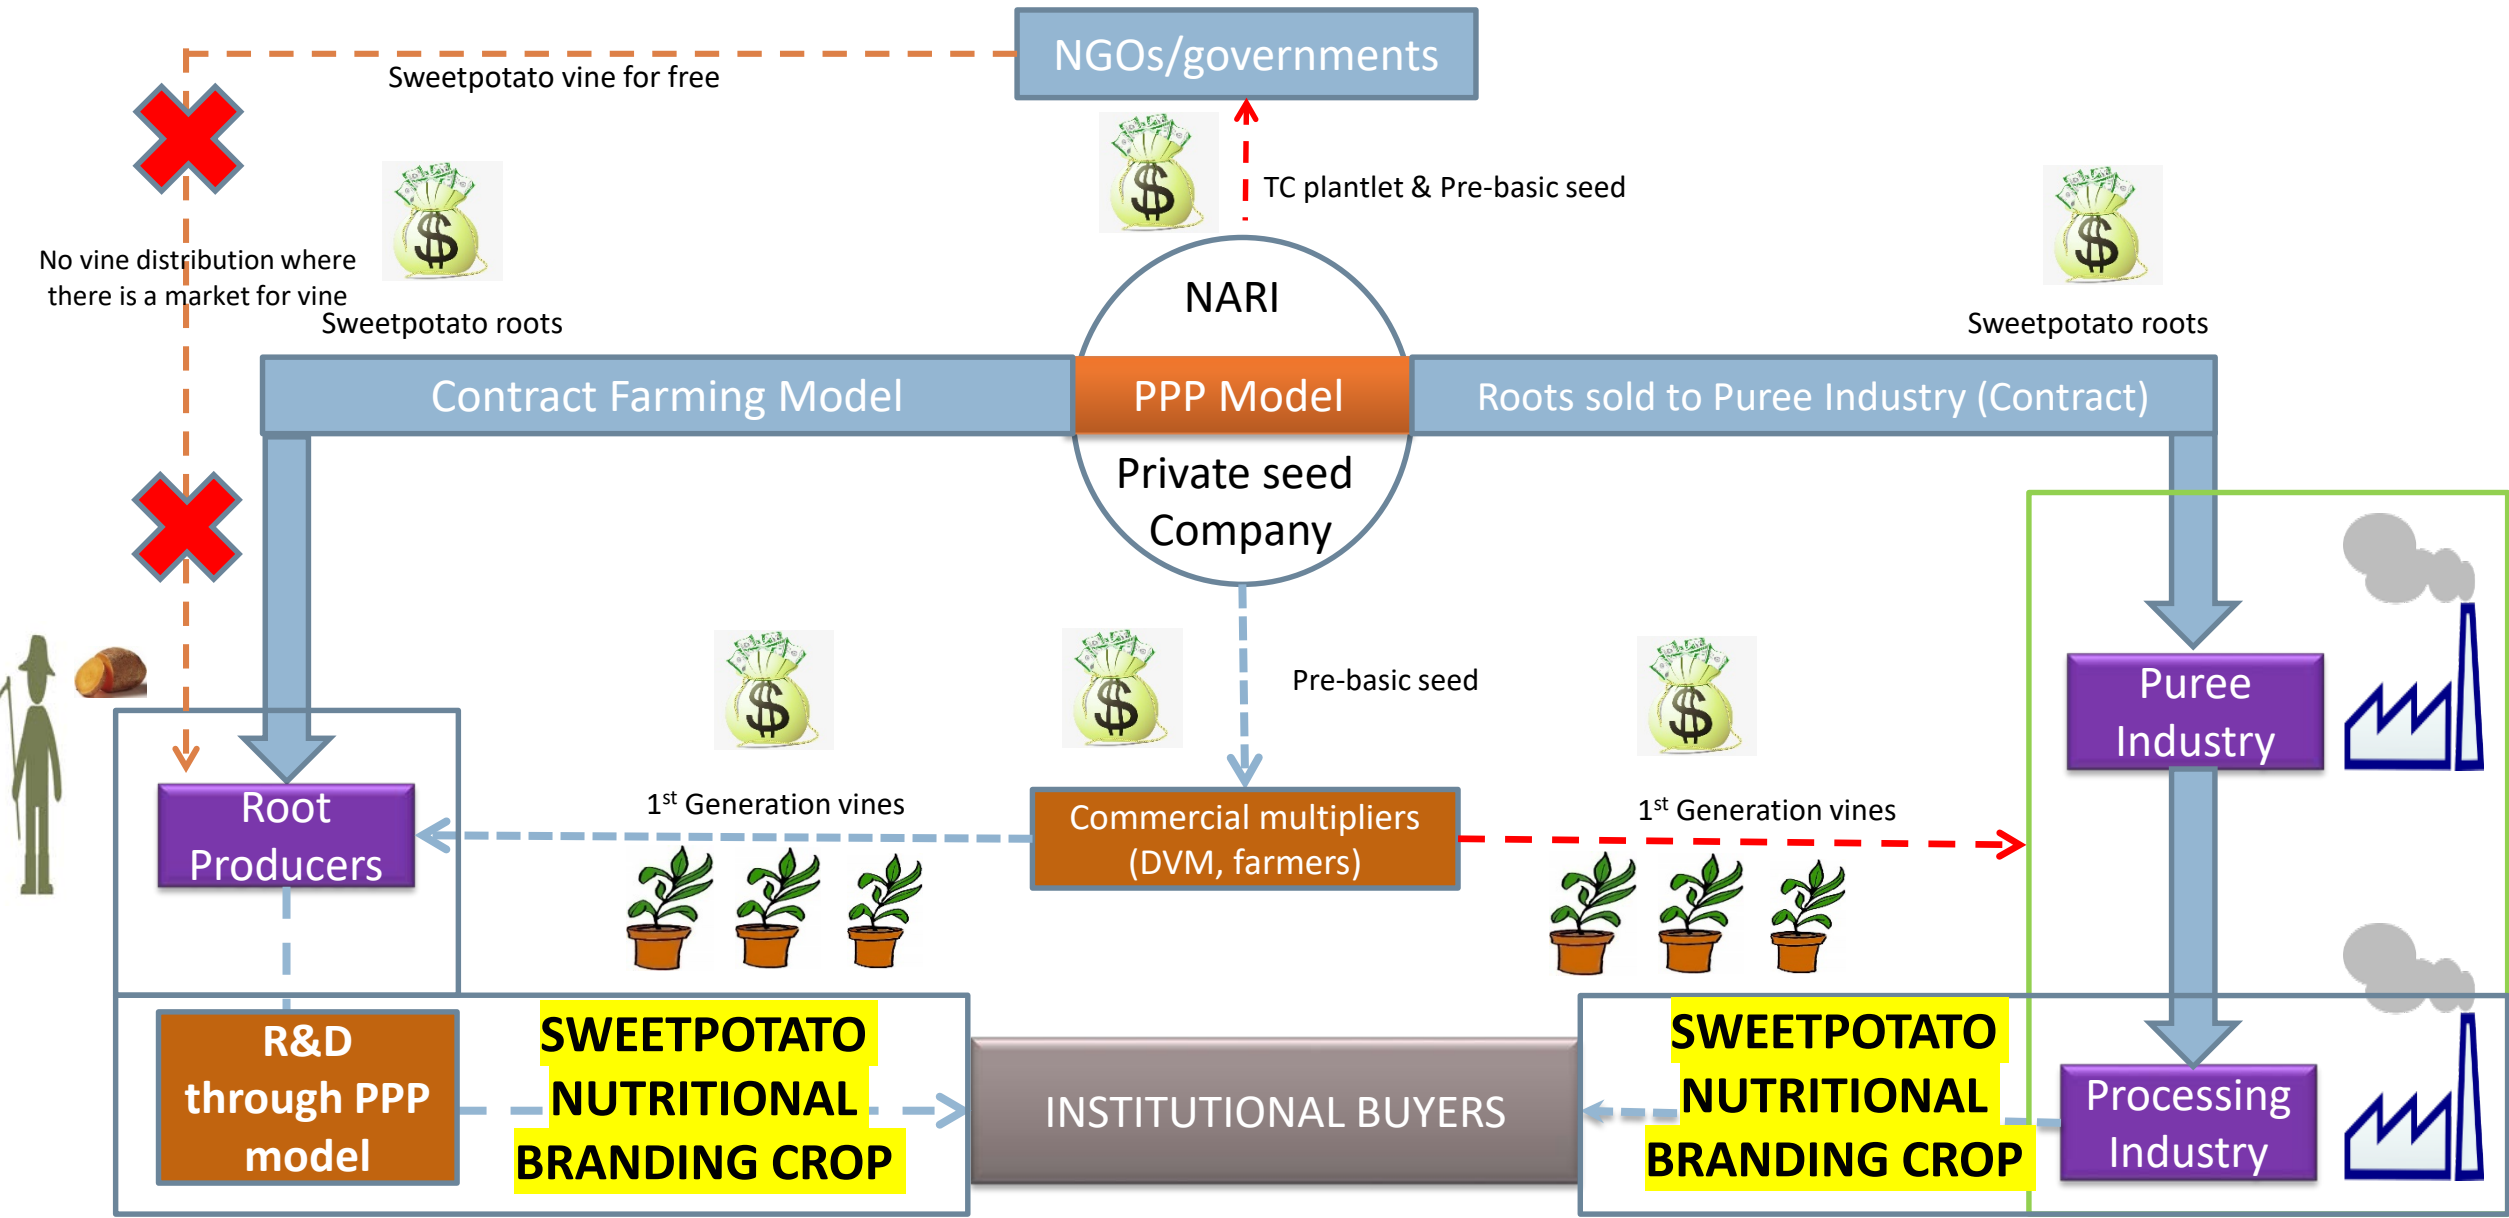 NGOs/governments
Sweetpotato vine for free
TC plantlet & Pre-basic seed
No vine distribution where
there is a market for vine
Sweetpotato roots
NARI
Sweetpotato roots
Contract Farming Model
PPP Model
Roots sold to Puree Industry (Contract)
Private seed
Company
Pre-basic seed
Puree
Industry
Root
Producers
1st Generation vines
Commercial multipliers
(DVM, farmers)
1st Generation vines
R&D
through PPP
model
SWEETPOTATO
NUTRITIONAL
BRANDING CROP
INSTITUTIONAL BUYERS
SWEETPOTATO
NUTRITIONAL
BRANDING CROP
Processing
Industry
$
$
$
$
$
$